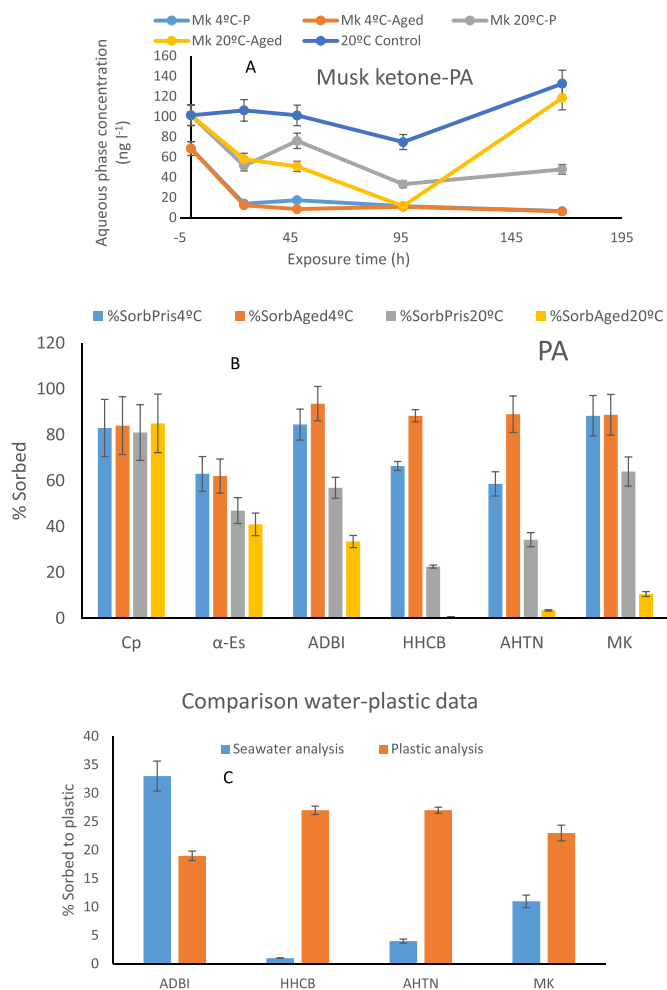 Mk 4ºC-P Mk 4ºC-Aged Mk 20ºC-P
Mk 20ºC-Aged 20ºC Control
A
Musk ketone-PA
Aqueous phase concentration
(ng l⁻¹)
160
140
120
100
80
60
40
20
0
-5 45 95 145 195
Exposure time (h)
%SorbPris4ºC %SorbAged4ºC %SorbPris20ºC %SorbAged20ºC
B
PA
% Sorbed
120
100
80
60
40
20
0
Cp α-Es ADBI HHCB AHTN MK
Comparison water-plastic data
Seawater analysis Plastic analysis
C
% Sorbed to plastic
40
35
30
25
20
15
10
5
0
ADBI HHCB AHTN MK